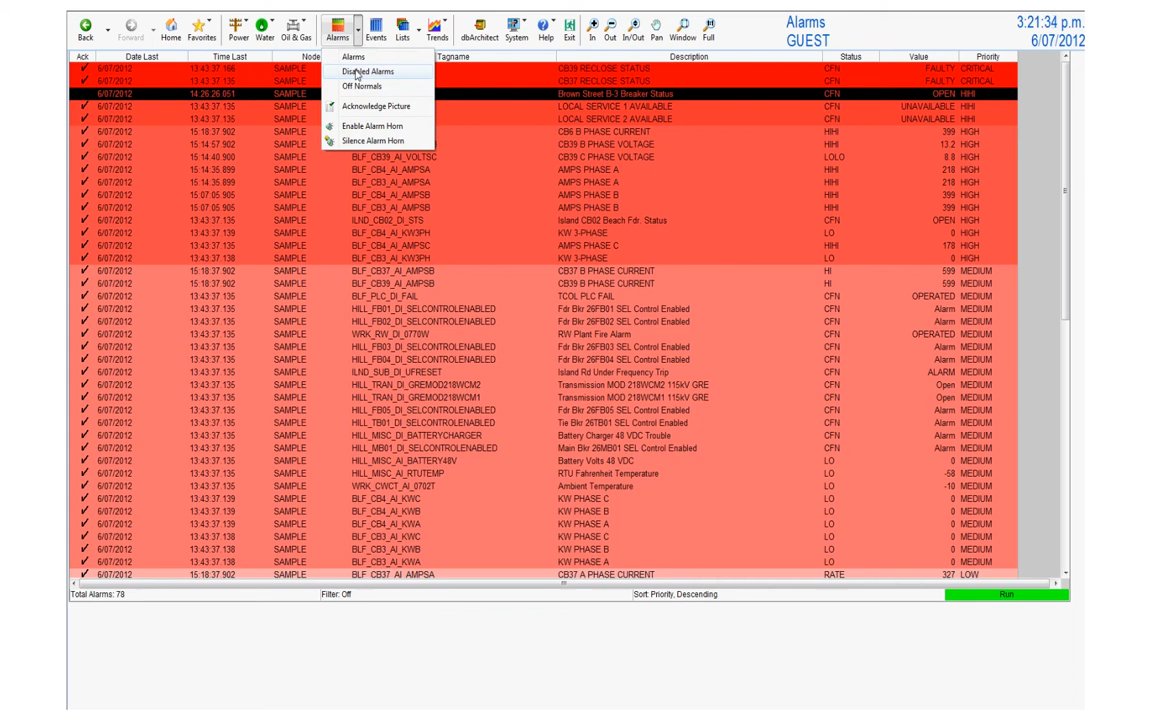 Back Forward Home Favorites Power Water Oil & Gas Alarms Events Lists Trends dbArchitect System Help Exit In Out In/Out Pan Window Full
Alarms
GUEST
3:21:34 p.m.
6/07/2012
Alarms
Disabled Alarms
Off Normals
Acknowledge Picture
Enable Alarm Horn
Silence Alarm Horn
Ack Date Last Time Last Node Tagname Description Status Value Priority
6/07/2012 13 43 37.166 SAMPLE CB39 RECLOSE STATUS CFN FAULTY CRITICAL
6/07/2012 13 43 37.135 SAMPLE CB37 RECLOSE STATUS CFN FAULTY CRITICAL
6/07/2012 14 26 26 051 SAMPLE Brown Street B-3 Breaker Status CFN OPEN HIHI
6/07/2012 13 43 37.135 SAMPLE LOCAL SERVICE 1 AVAILABLE CFN UNAVAILABLE HIHI
6/07/2012 13 43 37.135 SAMPLE LOCAL SERVICE 2 AVAILABLE CFN UNAVAILABLE HIHI
6/07/2012 15:18:37.902 SAMPLE CB6 B PHASE CURRENT HIHI 399 HIGH
6/07/2012 15:14:57.902 SAMPLE BLF_CB39_AI_VOLTSB CB39 B PHASE VOLTAGE HIHI 13.2 HIGH
6/07/2012 15:14:40 900 SAMPLE BLF_CB39_AI_VOLTSC CB39 C PHASE VOLTAGE LOLO 8.8 HIGH
6/07/2012 15:14:35.899 SAMPLE BLF_CB4_AI_AMPSA AMPS PHASE A HIHI 218 HIGH
6/07/2012 15:14:35.899 SAMPLE BLF_CB3_AI_AMPSA AMPS PHASE A HIHI 218 HIGH
6/07/2012 15:07:05.905 SAMPLE BLF_CB4_AI_AMPSB AMPS PHASE B HIHI 399 HIGH
6/07/2012 15:07:05.905 SAMPLE BLF_CB3_AI_AMPSB AMPS PHASE B HIHI 399 HIGH
6/07/2012 13:43:37.135 SAMPLE ILND_CB02_DI_STS Island CB02 Beach Fdr. Status CFN OPEN HIGH
6/07/2012 13:43:37.139 SAMPLE BLF_CB4_AI_KW3PH KW 3-PHASE LO 0 HIGH
6/07/2012 13:43:37.135 SAMPLE BLF_CB4_AI_AMPSC AMPS PHASE C HIHI 178 HIGH
6/07/2012 13:43:37.138 SAMPLE BLF_CB3_AI_KW3PH KW 3-PHASE LO 0 HIGH
6/07/2012 15:18:37.902 SAMPLE BLF_CB37_AI_AMPSB CB37 B PHASE CURRENT HI 599 MEDIUM
6/07/2012 15:18:37.902 SAMPLE BLF_CB39_AI_AMPSB CB39 B PHASE CURRENT HI 599 MEDIUM
6/07/2012 13:43:37.135 SAMPLE BLF_PLC_DI_FAIL TCOL PLC FAIL CFN OPERATED MEDIUM
6/07/2012 13:43:37.135 SAMPLE HILL_FB01_DI_SELCONTROLENABLED Fdr Bkr 26FB01 SEL Control Enabled CFN Alarm MEDIUM
6/07/2012 13:43:37.135 SAMPLE HILL_FB02_DI_SELCONTROLENABLED Fdr Bkr 26FB02 SEL Control Enabled CFN Alarm MEDIUM
6/07/2012 13:43:37.135 SAMPLE WRK_RW_DI_0770W RW Plant Fire Alarm CFN OPERATED MEDIUM
6/07/2012 13:43:37.135 SAMPLE HILL_FB03_DI_SELCONTROLENABLED Fdr Bkr 26FB03 SEL Control Enabled CFN Alarm MEDIUM
6/07/2012 13:43:37.135 SAMPLE HILL_FB04_DI_SELCONTROLENABLED Fdr Bkr 26FB04 SEL Control Enabled CFN Alarm MEDIUM
6/07/2012 13:43:37.135 SAMPLE ILND_SUB_DI_UFRESET Island Rd Under Frequency Trip CFN ALARM MEDIUM
6/07/2012 13:43:37.135 SAMPLE HILL_TRAN_DI_GREMOD218WCM2 Transmission MOD 218WCM2 115kV GRE CFN Open MEDIUM
6/07/2012 13:43:37.135 SAMPLE HILL_TRAN_DI_GREMOD218WCM1 Transmission MOD 218WCM1 115kV GRE CFN Open MEDIUM
6/07/2012 13:43:37.135 SAMPLE HILL_FB05_DI_SELCONTROLENABLED Fdr Bkr 26FB05 SEL Control Enabled CFN Alarm MEDIUM
6/07/2012 13:43:37.135 SAMPLE HILL_TB01_DI_SELCONTROLENABLED Tie Bkr 26TB01 SEL Control Enabled CFN Alarm MEDIUM
6/07/2012 13:43:37.135 SAMPLE HILL_MISC_DI_BATTERYCHARGER Battery Charger 48 VDC Trouble CFN Alarm MEDIUM
6/07/2012 13:43:37.135 SAMPLE HILL_MB01_DI_SELCONTROLENABLED Main Bkr 26MB01 SEL Control Enabled CFN Alarm MEDIUM
6/07/2012 13:43:37.135 SAMPLE HILL_MISC_AI_BATTERY48V Battery Volts 48 VDC LO 0 MEDIUM
6/07/2012 13:43:37.135 SAMPLE HILL_MISC_AI_RTUTEMP RTU Fahrenheit Temperature LO -58 MEDIUM
6/07/2012 13:43:37.135 SAMPLE WRK_CWCT_AI_0702T Ambient Temperature LO -10 MEDIUM
6/07/2012 13:43:37.139 SAMPLE BLF_CB4_AI_KWC KW PHASE C LO 0 MEDIUM
6/07/2012 13:43:37.139 SAMPLE BLF_CB4_AI_KWB KW PHASE B LO 0 MEDIUM
6/07/2012 13:43:37.139 SAMPLE BLF_CB4_AI_KWA KW PHASE A LO 0 MEDIUM
6/07/2012 13:43:37.138 SAMPLE BLF_CB3_AI_KWC KW PHASE C LO 0 MEDIUM
6/07/2012 13:43:37.138 SAMPLE BLF_CB3_AI_KWB KW PHASE B LO 0 MEDIUM
6/07/2012 13:43:37.138 SAMPLE BLF_CB3_AI_KWA KW PHASE A LO 0 MEDIUM
6/07/2012 15:18:37.902 SAMPLE BLF_CB37_AI_AMPSA CB37 A PHASE CURRENT RATE 327 LOW
Total Alarms: 78 Filter: Off Sort: Priority, Descending Run